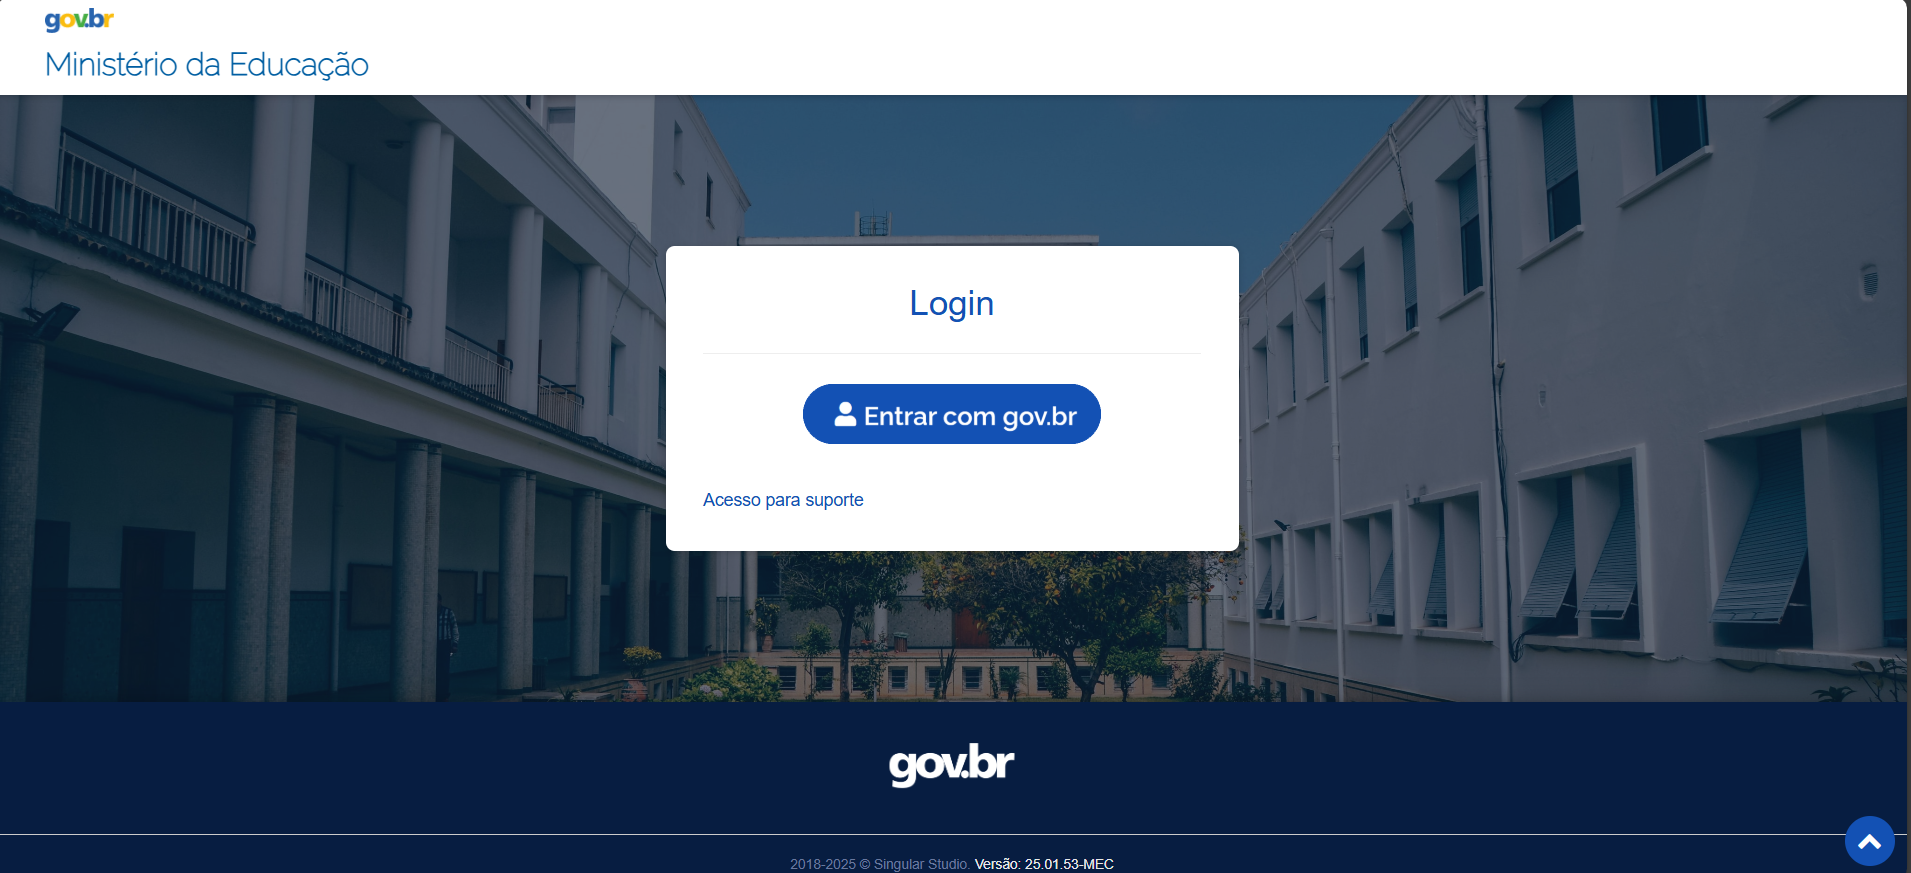 gov.br
Ministério da Educação
Login
Entrar com gov.br
Acesso para suporte
gov.br
2018-2025 © Singular Studio. Versão: 25.01.53-MEC